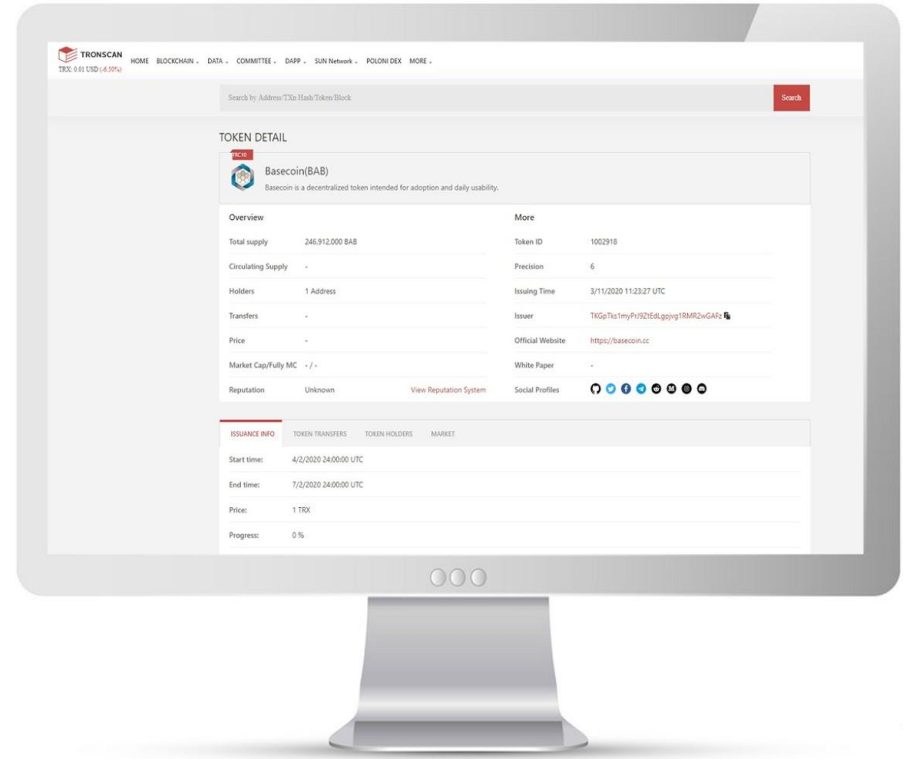 TRONSCAN
TRX: 0.01 USD (-6.50%)
HOME BLOCKCHAIN DATA COMMITTEE DAPP SUN Network POLONI DEX MORE
Search by Address/TXn Hash/Token/Block
Search
TOKEN DETAIL
TRC10
Basecoin(BAB)
Basecoin is a decentralized token intended for adoption and daily usability.
Overview
Total supply 246,912,000 BAB
Circulating Supply -
Holders 1 Address
Transfers -
Price -
Market Cap/Fully MC - / -
Reputation Unknown View Reputation System
More
Token ID 1002918
Precision 6
Issuing Time 3/11/2020 11:23:27 UTC
Issuer
Official Website https://basecoin.cc
White Paper -
Social Profiles
ISSUANCE INFO TOKEN TRANSFERS TOKEN HOLDERS MARKET
Start time: 4/2/2020 24:00:00 UTC
End time: 7/2/2020 24:00:00 UTC
Price: 1 TRX
Progress: 0 %